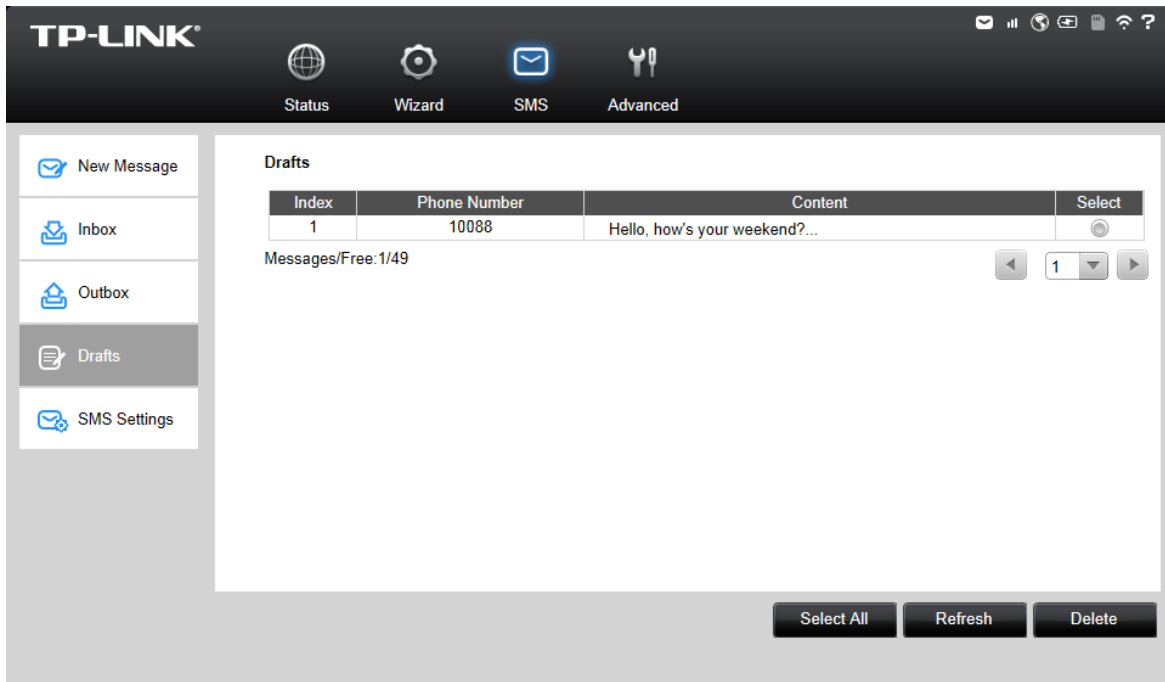 TP-LINK®
?
Status Wizard SMS Advanced
New Message
Inbox
Outbox
Drafts
SMS Settings
Drafts
Index Phone Number Content Select
1 10088 Hello, how's your weekend?...
Messages/Free:1/49
1
Select All Refresh Delete